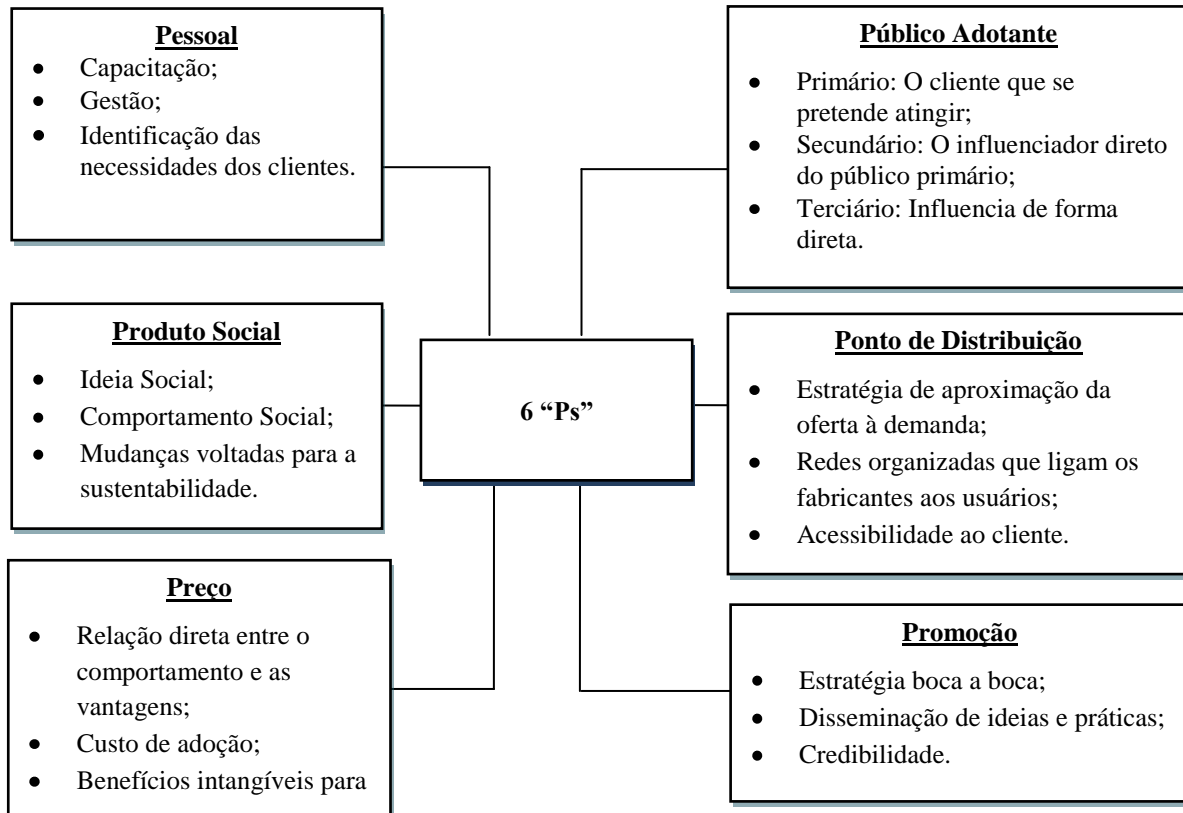 Pessoal
• Capacitação;
• Gestão;
• Identificação das
necessidades dos clientes.
Público Adotante
• Primário: O cliente que se
pretende atingir;
• Secundário: O influenciador direto
do público primário;
• Terciário: Influencia de forma
direta.
Produto Social
• Ideia Social;
• Comportamento Social;
• Mudanças voltadas para a
sustentabilidade.
6 “Ps”
Ponto de Distribuição
• Estratégia de aproximação da
oferta à demanda;
• Redes organizadas que ligam os
fabricantes aos usuários;
• Acessibilidade ao cliente.
Preço
• Relação direta entre o
comportamento e as
vantagens;
• Custo de adoção;
• Benefícios intangíveis para
Promoção
• Estratégia boca a boca;
• Disseminação de ideias e práticas;
• Credibilidade.